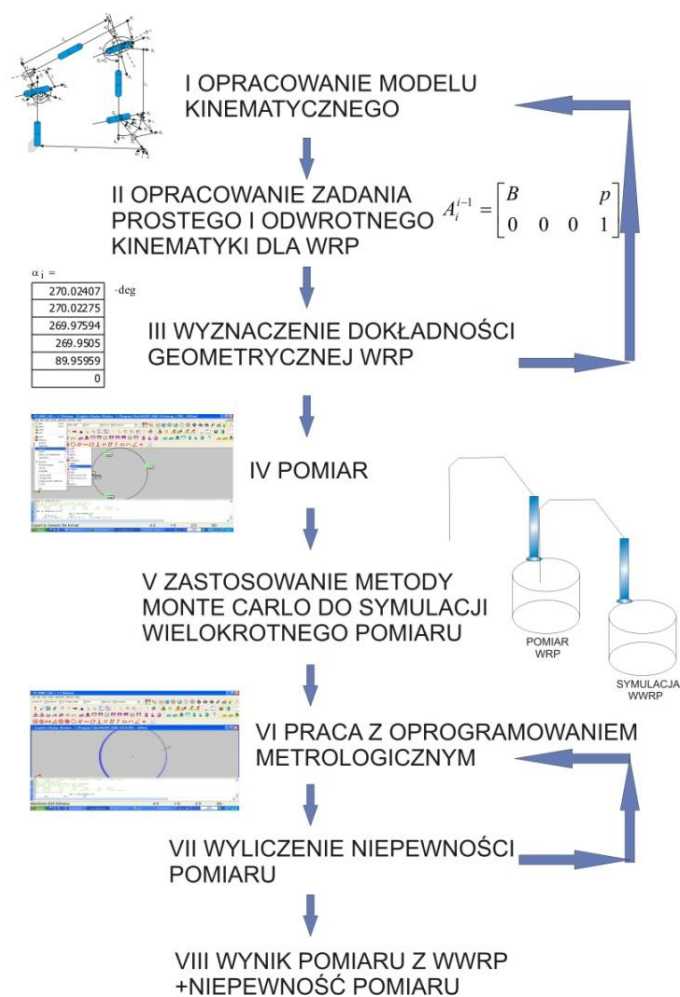 I OPRACOWANIE MODELU
KINEMATYCZNEGO
II OPRACOWANIE ZADANIA
PROSTEGO I ODWROTNEGO
KINEMATYKI DLA WRP
A_i^{i-1} = [B p
0 0 0 1]
α i =
270.02407
270.02275
269.97594
269.9505
89.95959
0
·deg
III WYZNACZENIE DOKŁADNOŚCI
GEOMETRYCZNEJ WRP
IV POMIAR
V ZASTOSOWANIE METODY
MONTE CARLO DO SYMULACJI
WIELOKROTNEGO POMIARU
POMIAR
WRP
SYMULACJA
WWRP
VI PRACA Z OPROGRAMOWANIEM
METROLOGICZNYM
VII WYLICZENIE NIEPEWNOŚCI
POMIARU
VIII WYNIK POMIARU Z WWRP
+NIEPEWNOŚĆ POMIARU